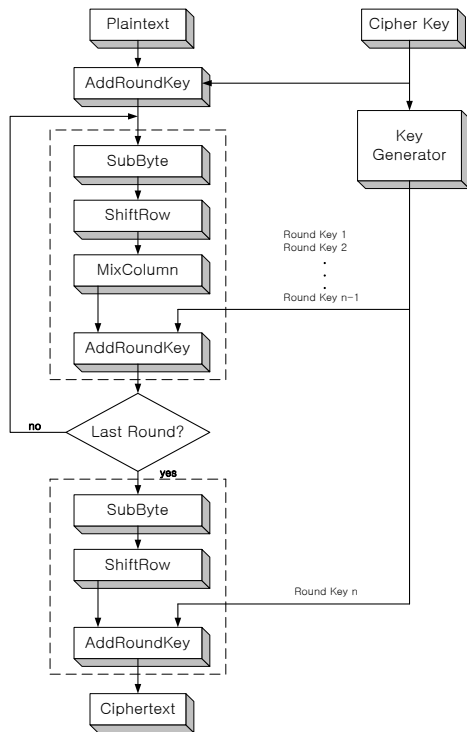 Plaintext
Cipher Key
AddRoundKey
Key
Generator
SubByte
ShiftRow
MixColumn
Round Key 1
Round Key 2
.
.
.
Round Key n-1
AddRoundKey
Last Round?
no
yes
SubByte
ShiftRow
Round Key n
AddRoundKey
Ciphertext